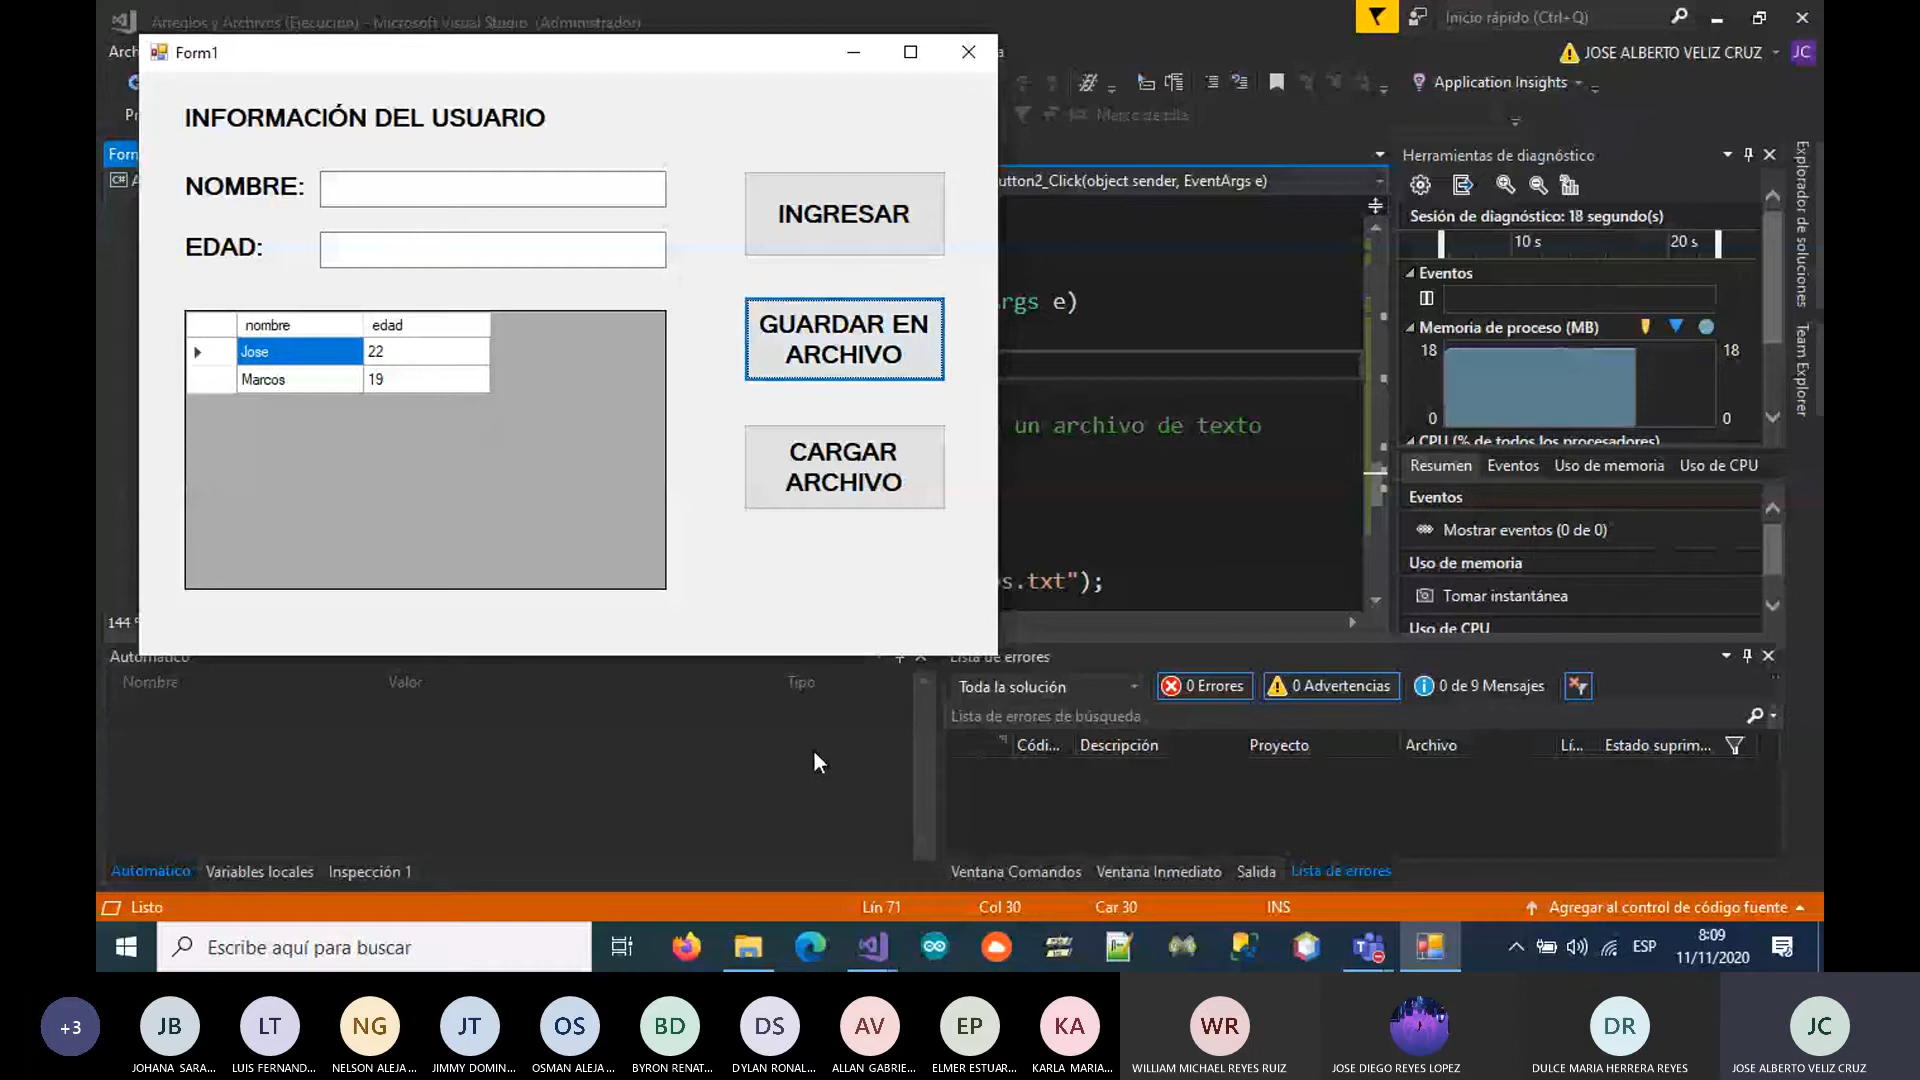 Arreglos y Archivos (Ejecución) - Microsoft Visual Studio (Administrador)
Inicio rápido (Ctrl+Q)
Form1
JOSE ALBERTO VELIZ CRUZ
JC
Application Insights
INFORMACIÓN DEL USUARIO
NOMBRE:
EDAD:
INGRESAR
GUARDAR EN
ARCHIVO
CARGAR
ARCHIVO
nombre edad
Jose 22
Marcos 19
utton2_Click(object sender, EventArgs e)
rgs e)
un archivo de texto
s.txt");
144
Herramientas de diagnóstico
Sesión de diagnóstico: 18 segundo(s)
10 s 20 s
Eventos
Memoria de proceso (MB)
18 18
0 0
CPU (% de todos los procesadores)
Resumen Eventos Uso de memoria Uso de CPU
Eventos
Mostrar eventos (0 de 0)
Uso de memoria
Tomar instantánea
Uso de CPU
Explorador de soluciones
Team Explorer
Automático
Nombre Valor Tipo
Automático Variables locales Inspección 1
Lista de errores
Toda la solución 0 Errores 0 Advertencias 0 de 9 Mensajes
Lista de errores de búsqueda
Códi... Descripción Proyecto Archivo Lí... Estado suprim...
Ventana Comandos Ventana Inmediato Salida Lista de errores
Listo Lín 71 Col 30 Car 30 INS Agregar al control de código fuente
Escribe aquí para buscar
ESP
8:09
11/11/2020
+3 JB LT NG JT OS BD DS AV EP KA WR J DR JC
JOHANA SARA... LUIS FERNAND... NELSON ALEJA... JIMMY DOMIN... OSMAN ALEJA... BYRON RENAT... DYLAN RONAL... ALLAN GABRIE... ELMER ESTUAR... KARLA MARIA... WILLIAM MICHAEL REYES RUIZ JOSE DIEGO REYES LOPEZ DULCE MARIA HERRERA REYES JOSE ALBERTO VELIZ CRUZ